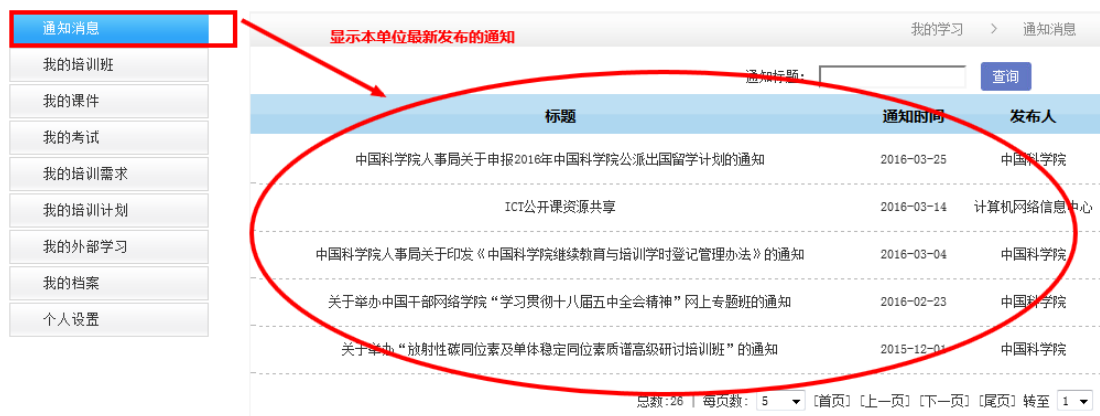 通知消息
我的培训班
我的课件
我的考试
我的培训需求
我的培训计划
我的外部学习
我的档案
个人设置
显示本单位最新发布的通知
我的学习 > 通知消息
通知标题: 查询
标题 通知时间 发布人
中国科学院人事局关于申报2016年中国科学院公派出国留学计划的通知 2016-03-25 中国科学院
ICT公开课资源共享 2016-03-14 计算机网络信息中心
中国科学院人事局关于印发《中国科学院继续教育与培训学时登记管理办法》的通知 2016-03-04 中国科学院
关于举办中国干部网络学院“学习贯彻十八届五中全会精神”网上专题班的通知 2016-02-23 中国科学院
关于举办“放射性碳同位素及单体稳定同位素质谱高级研讨培训班”的通知 2015-12-01 中国科学院
总数:26 | 每页数: 5 [首页] [上一页] [下一页] [尾页] 转至 1